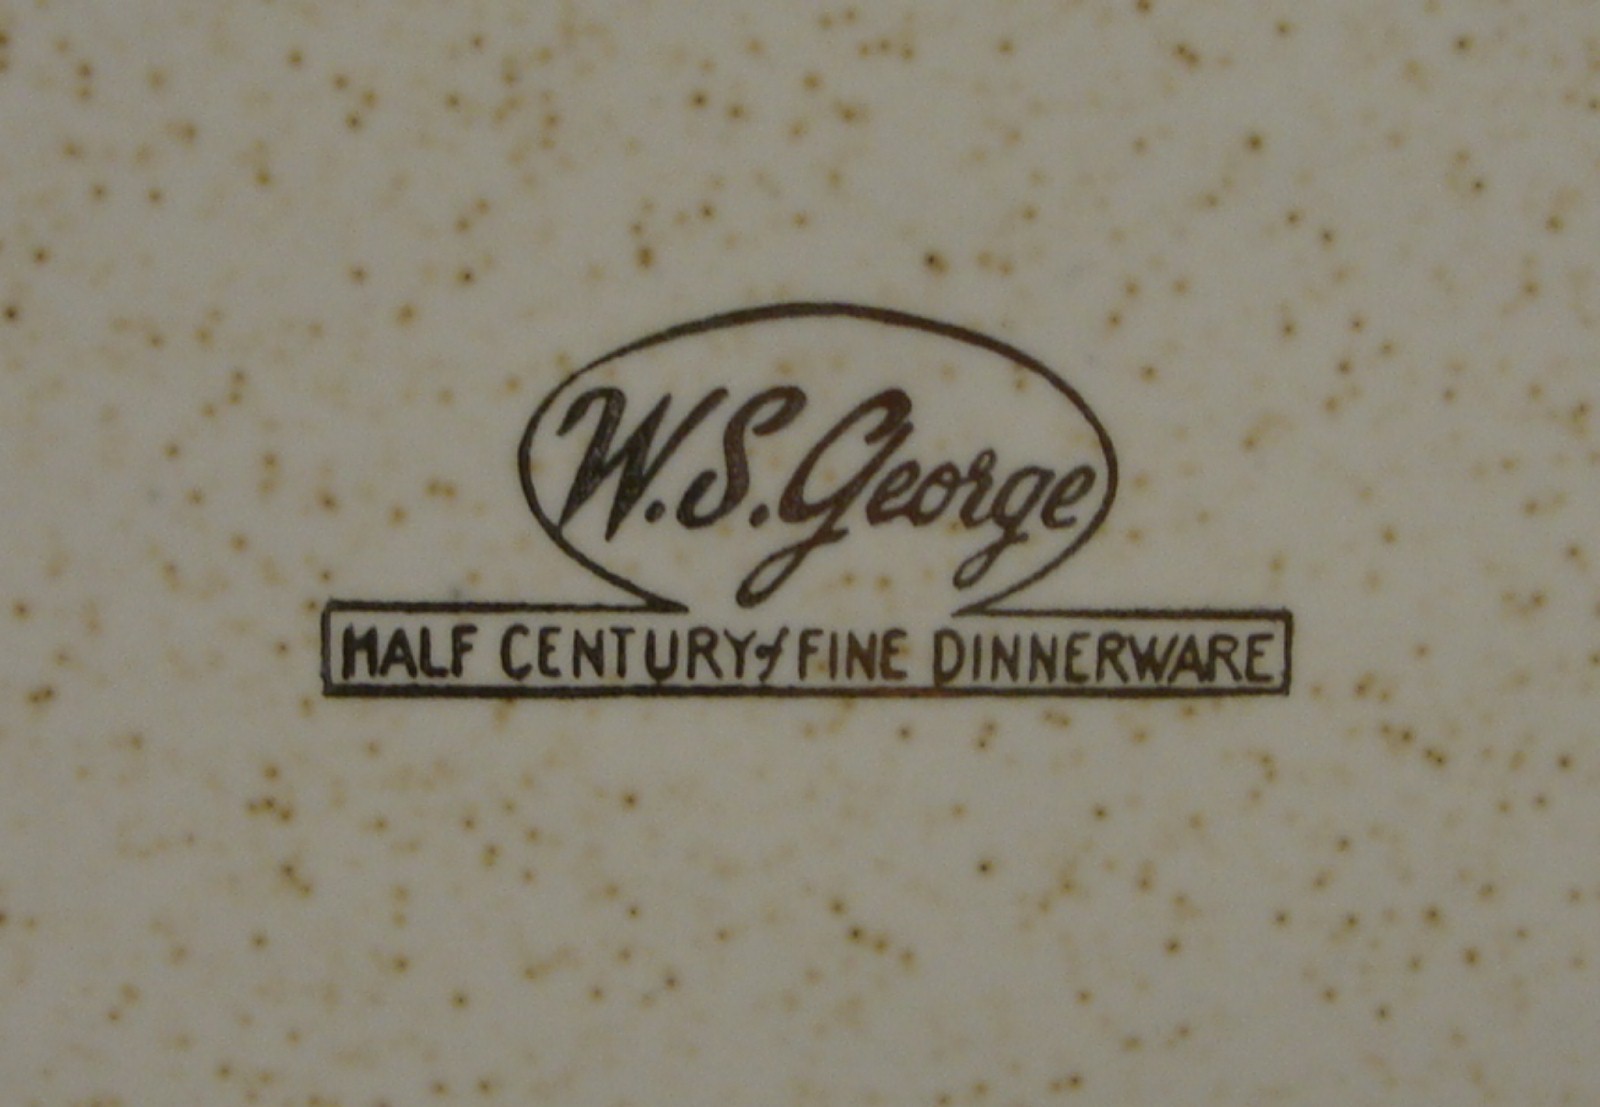 W.S. George
HALF CENTURY of FINE DINNERWARE